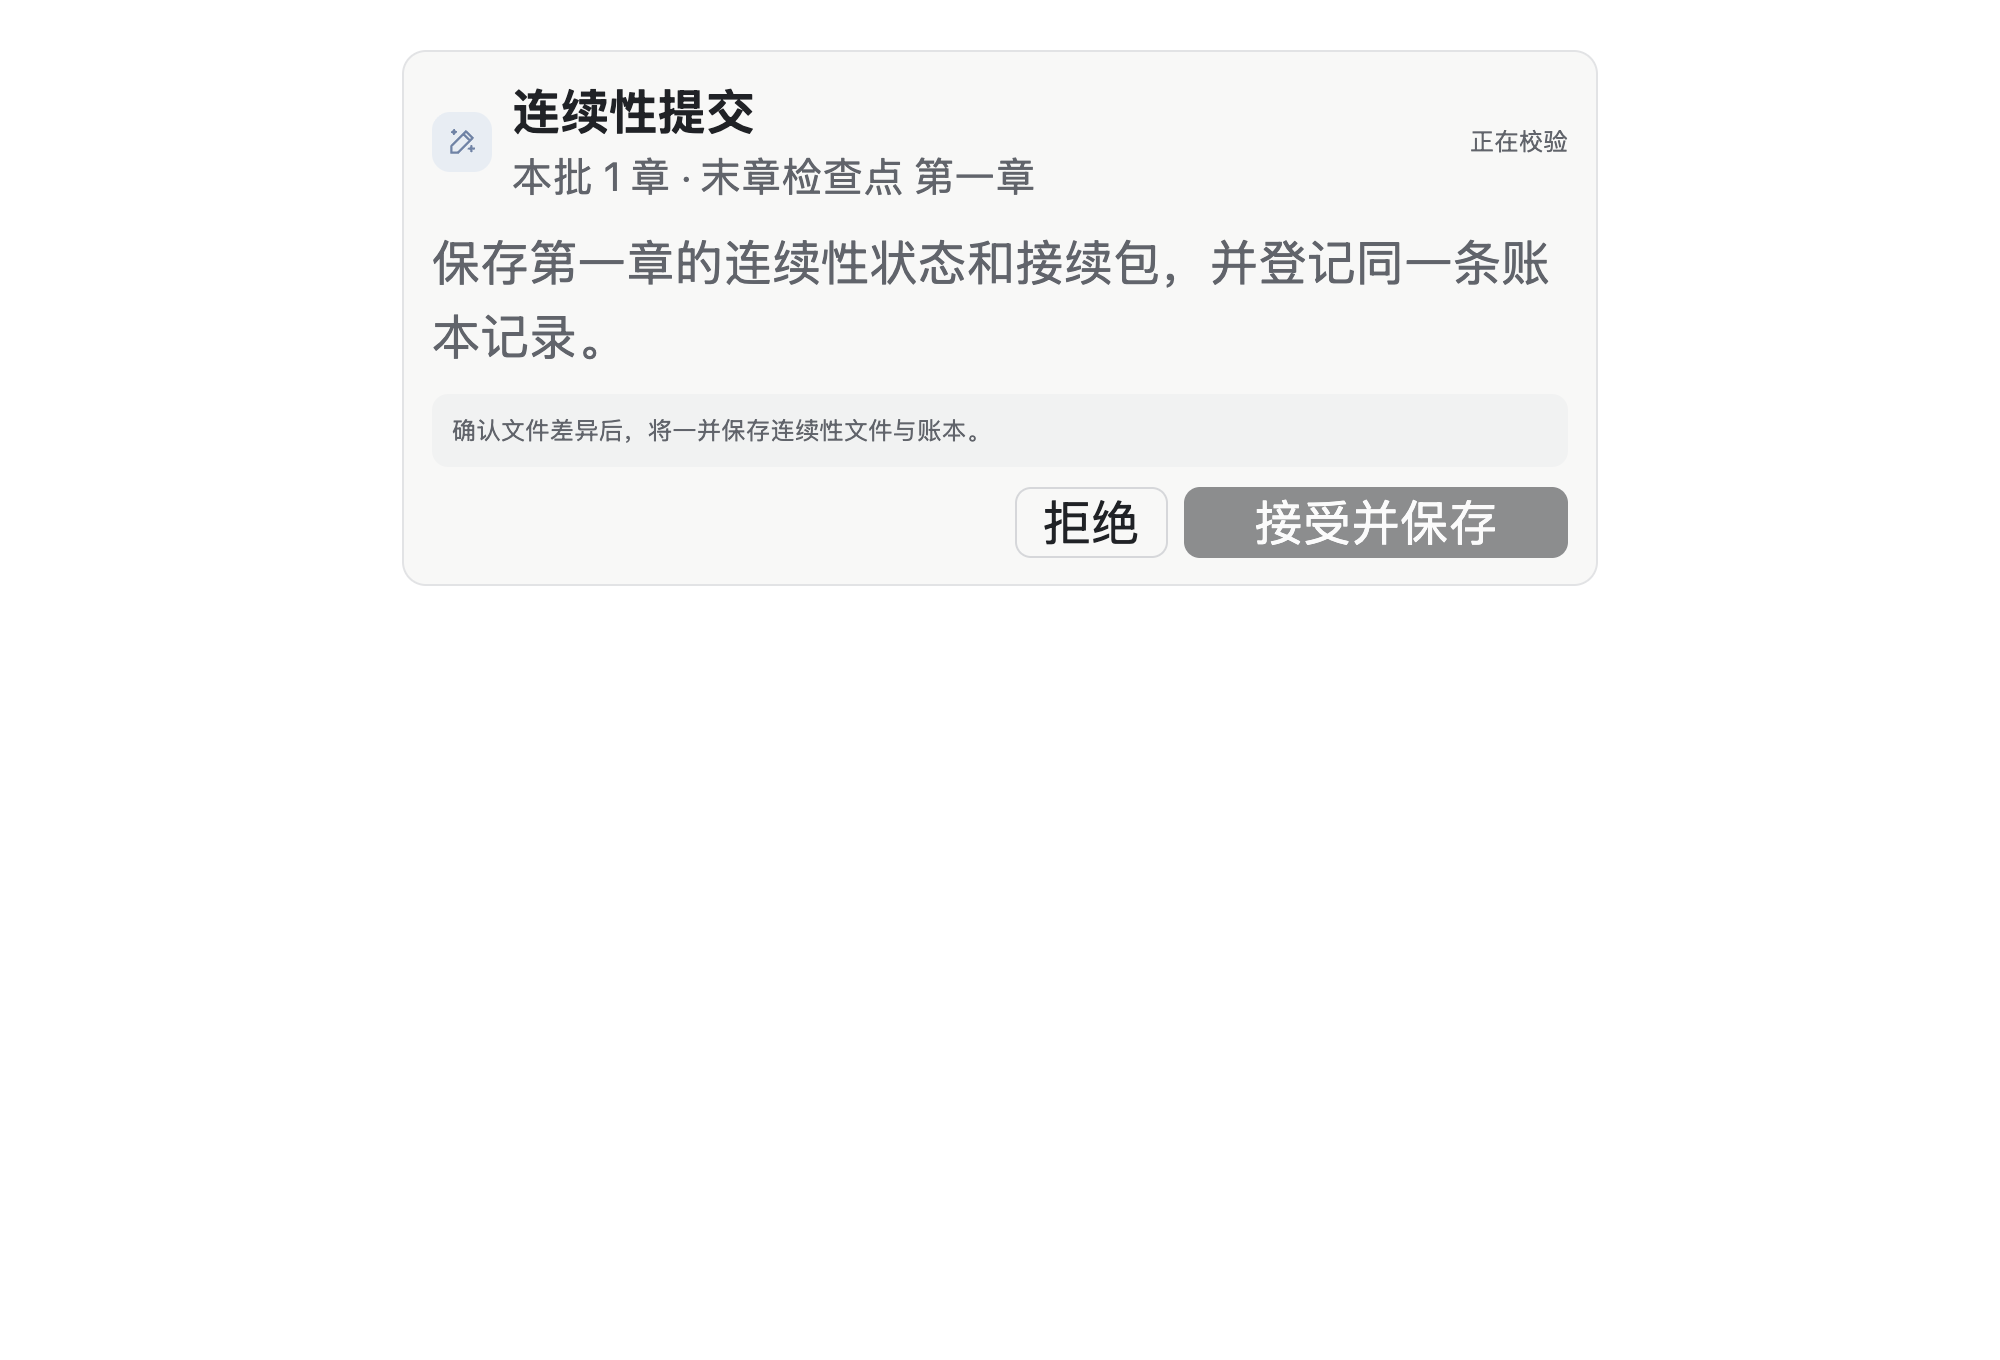 连续性提交
本批 1 章 · 末章检查点 第一章
正在校验
保存第一章的连续性状态和接续包，并登记同一条账
本记录。
确认文件差异后，将一并保存连续性文件与账本。
拒绝
接受并保存